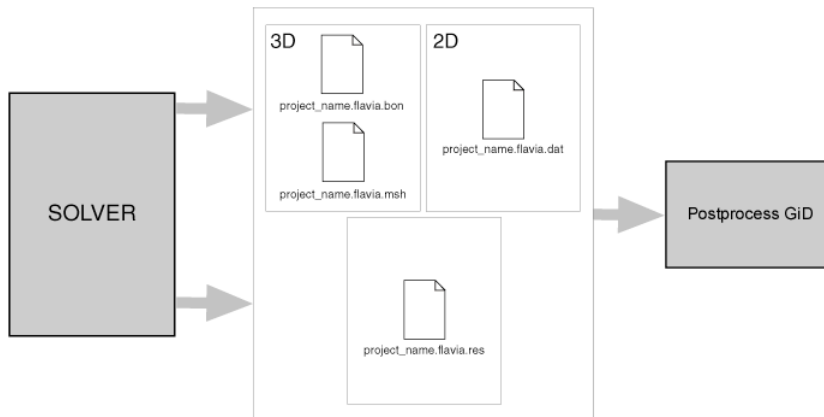 SOLVER
3D
project_name.flavia.bon
project_name.flavia.msh
2D
project_name.flavia.dat
project_name.flavia.res
Postprocess GiD